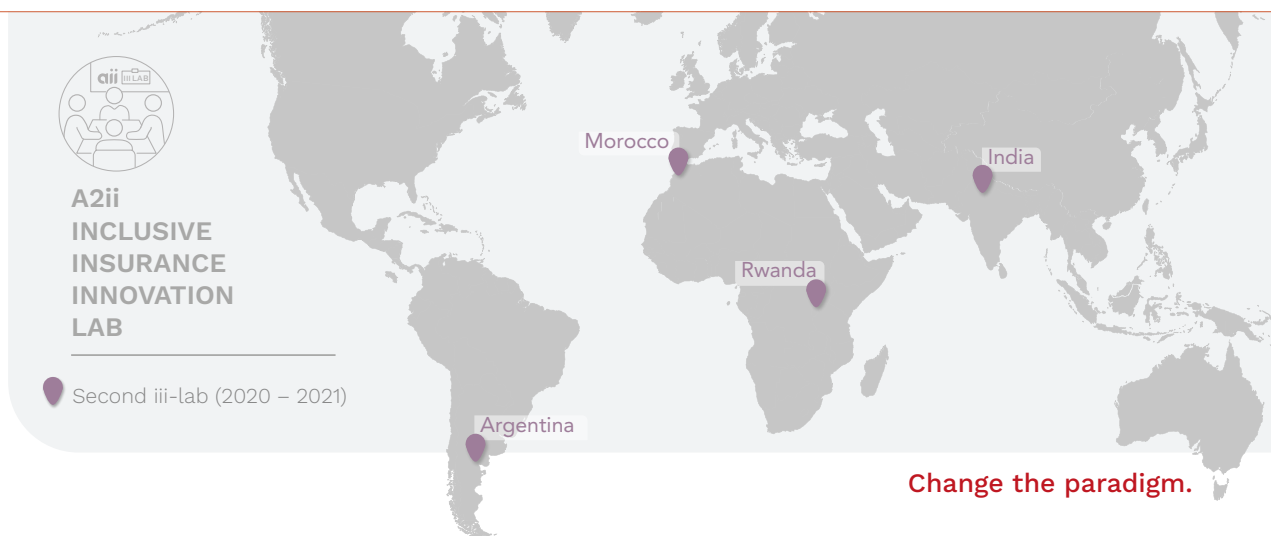 aii iii LAB
A2ii
INCLUSIVE
INSURANCE
INNOVATION
LAB
Second iii-lab (2020 – 2021)
Morocco
India
Rwanda
Argentina
Change the paradigm.